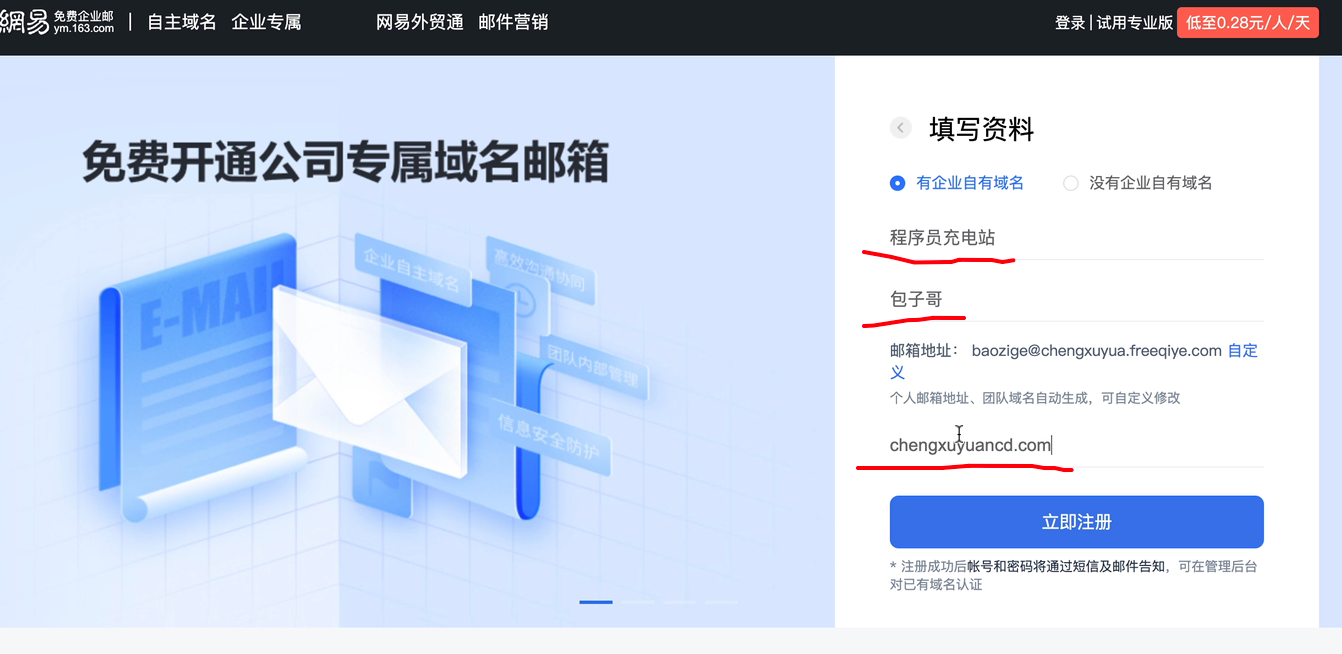 網易 免费企业邮 ym.163.com | 自主域名 企业专属 网易外贸通 邮件营销 登录 | 试用专业版 低至0.28元/人/天
免费开通公司专属域名邮箱
E-MAIL
企业自主域名
高效沟通协同
团队内部管理
信息安全防护
填写资料
有企业自有域名 没有企业自有域名
程序员充电站
包子哥
邮箱地址： baozige@chengxuyua.freeqiye.com 自定
义
个人邮箱地址、团队域名自动生成，可自定义修改
chengxuyuancd.com
立即注册
* 注册成功后帐号和密码将通过短信及邮件告知，可在管理后台
对已有域名认证